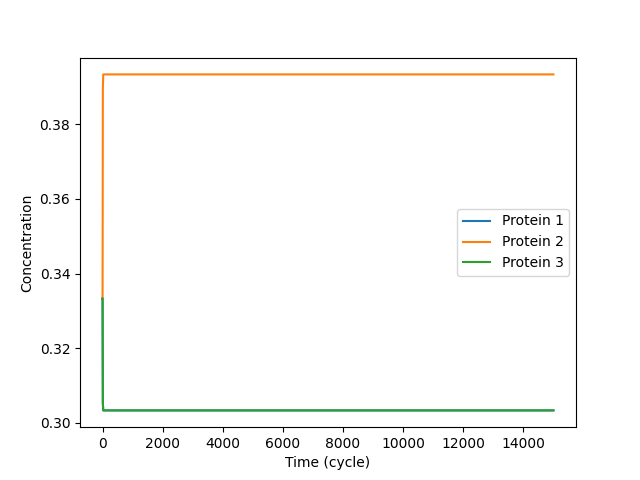 0.38
0.36
0.34
0.32
0.30
Concentration
Protein 1
Protein 2
Protein 3
0 2000 4000 6000 8000 10000 12000 14000
Time (cycle)